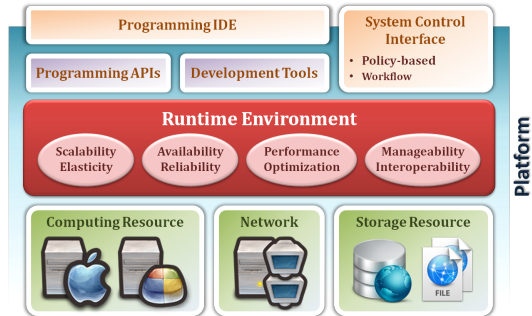 Programming IDE
System Control
Interface
• Policy-based
• Workflow
Programming APIs
Development Tools
Runtime Environment
Scalability
Elasticity
Availability
Reliability
Performance
Optimization
Manageability
Interoperability
Platform
Computing Resource
Network
Storage Resource
FILE